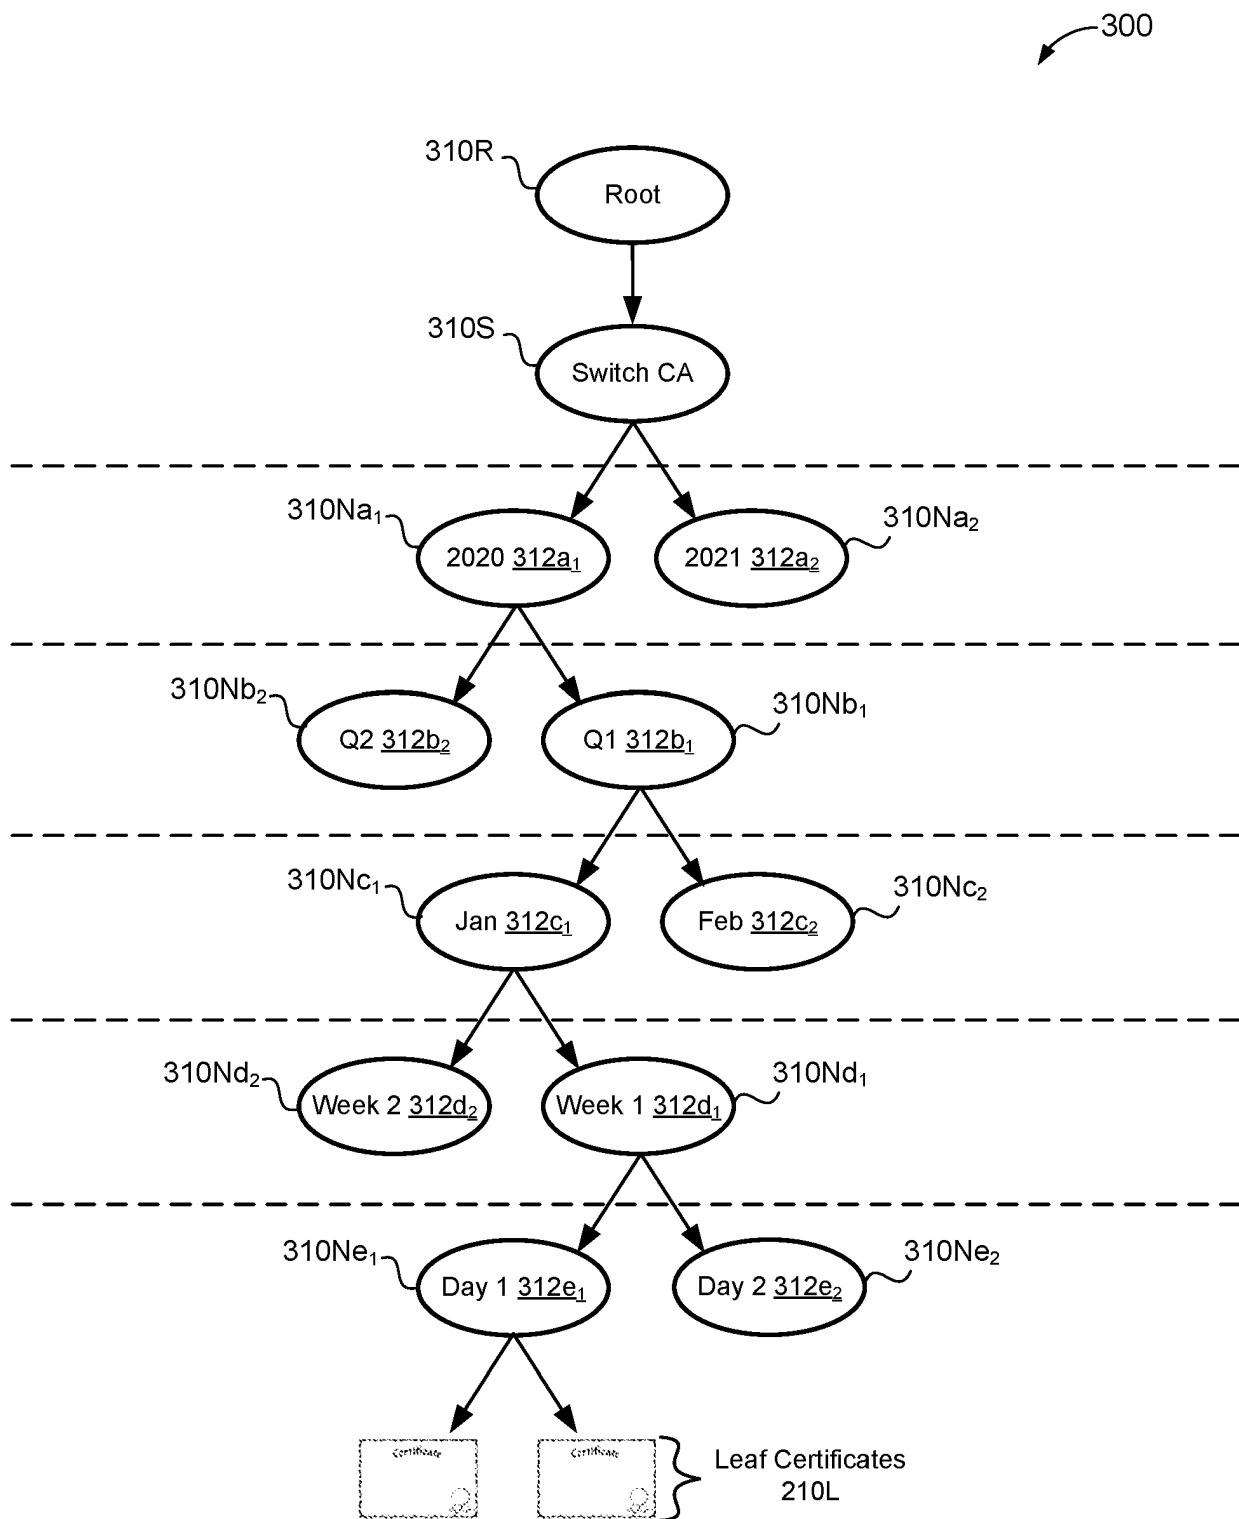 300
310R
Root
310S
Switch CA
310Na₁
2020 312a₁
2021 312a₂
310Na₂
310Nb₂
Q2 312b₂
Q1 312b₁
310Nb₁
310Nc₁
Jan 312c₁
Feb 312c₂
310Nc₂
310Nd₂
Week 2 312d₂
Week 1 312d₁
310Nd₁
310Ne₁
Day 1 312e₁
Day 2 312e₂
310Ne₂
Certificate
Certificate
Leaf Certificates
210L